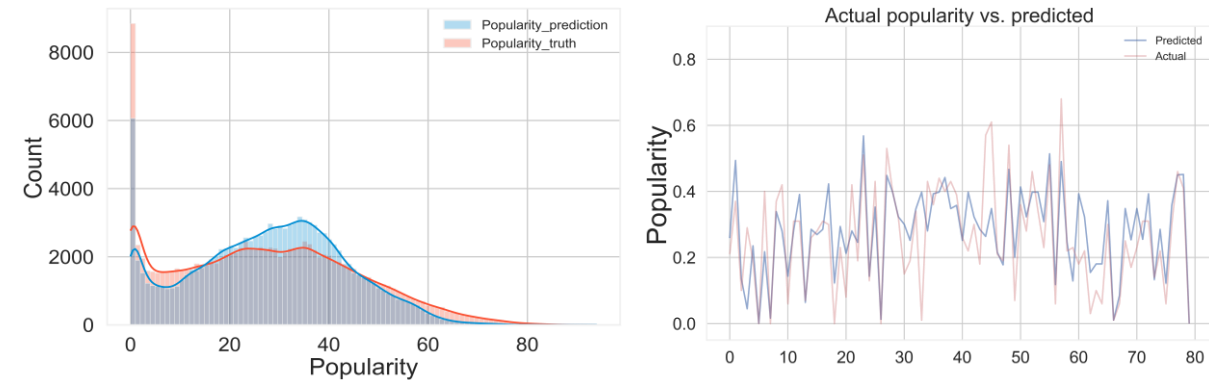 Popularity_prediction
Popularity_truth
8000
6000
4000
2000
0
Count
0 20 40 60 80
Popularity
Actual popularity vs. predicted
Predicted
Actual
0.8
0.6
0.4
0.2
0.0
Popularity
0 10 20 30 40 50 60 70 80